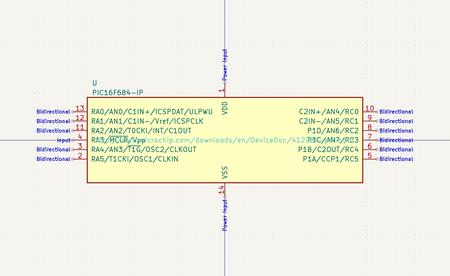 Power Input
U
PIC16F684-IP
1
VDD
Bidirectional 13 RA0/AN0/C1IN+/ICSPDAT/ULPWU C2IN+/AN4/RC0 10 Bidirectional
Bidirectional 12 RA1/AN1/C1IN-/Vref/ICSPCLK C2IN-/AN5/RC1 9 Bidirectional
Bidirectional 11 RA2/AN2/T0CKI/INT/C1OUT P1D/AN6/RC2 8 Bidirectional
Input 4 RA3/MCLR/Vpp microchip.com/downloads/en/DeviceDoc/ P1C/AN7/RC3 7 Bidirectional
Bidirectional 3 RA4/AN3/T1G/OSC2/CLKOUT P1B/C2OUT/RC4 6 Bidirectional
Bidirectional 2 RA5/T1CKI/OSC1/CLKIN P1A/CCP1/RC5 5 Bidirectional
VSS
14
Power Input